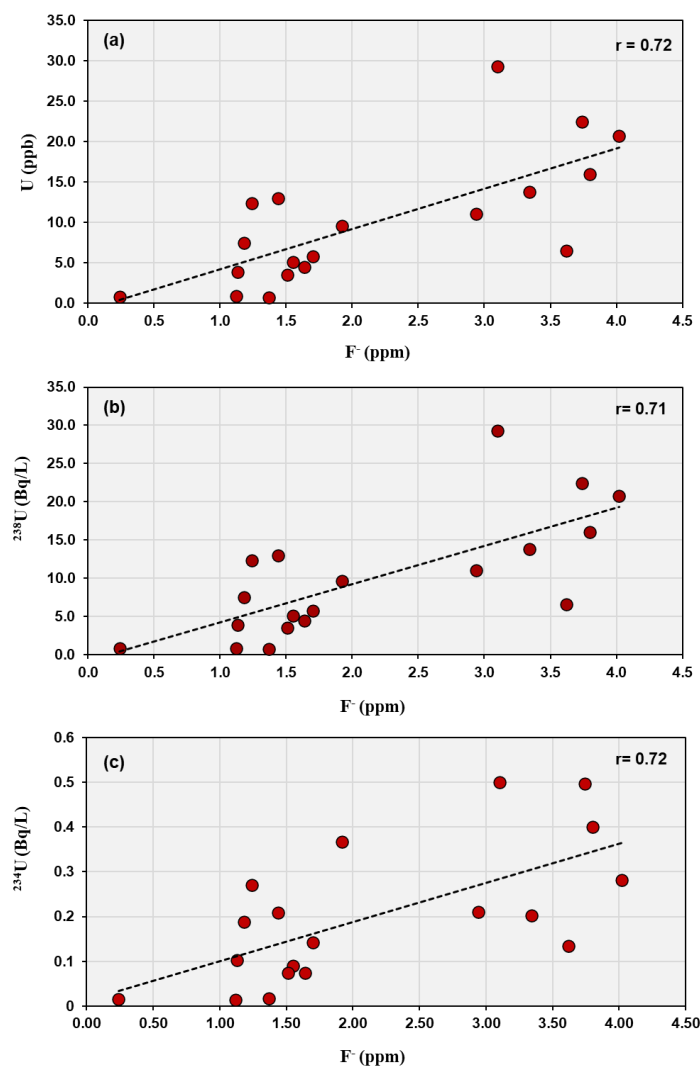 (a)
r = 0.72
U (ppb)
35.0
30.0
25.0
20.0
15.0
10.0
5.0
0.0
0.0 0.5 1.0 1.5 2.0 2.5 3.0 3.5 4.0 4.5
F⁻ (ppm)
(b)
r= 0.71
²³⁸U (Bq/L)
35.0
30.0
25.0
20.0
15.0
10.0
5.0
0.0
0.0 0.5 1.0 1.5 2.0 2.5 3.0 3.5 4.0 4.5
F⁻ (ppm)
(c)
r= 0.72
²³⁴U (Bq/L)
0.6
0.5
0.4
0.3
0.2
0.1
0
0.00 0.50 1.00 1.50 2.00 2.50 3.00 3.50 4.00 4.50
F⁻ (ppm)